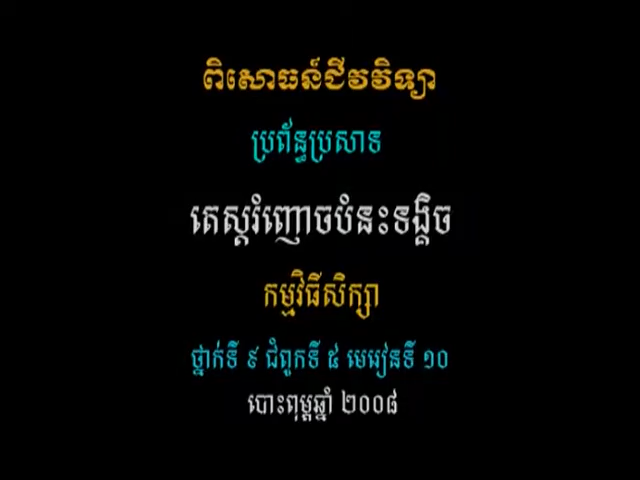 ពិសោធន៍ជីវវិទ្យា
ប្រព័ន្ធប្រសាទ
តេស្តរំញោចបំនះទង្គិច
កម្មវិធីសិក្សា
ថ្នាក់ទី ៩ ជំពូកទី ៥ មេរៀនទី ១០
បោះពុម្ពឆ្នាំ ២០០៨